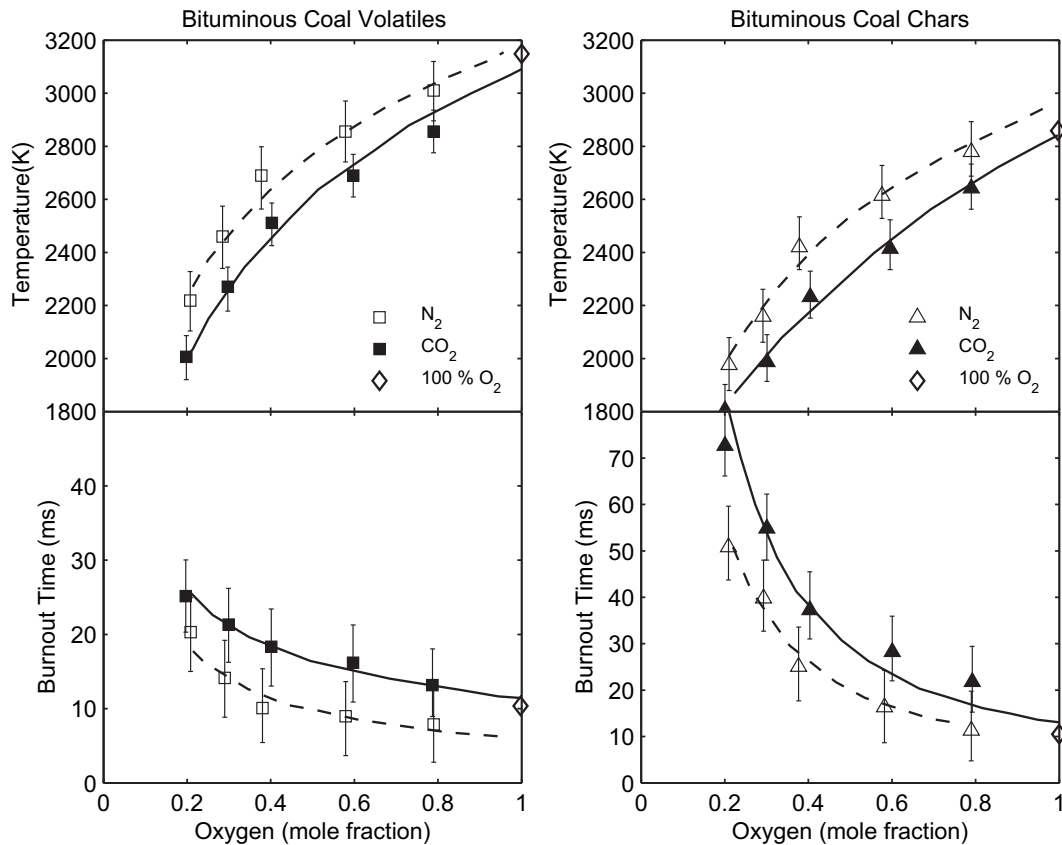 Bituminous Coal Volatiles
3200
3000
2800
2600
2400
2200
2000
1800
Temperature(K)
N2
CO2
100 % O2
40
30
20
10
0
Burnout Time (ms)
0 0.2 0.4 0.6 0.8 1
Oxygen (mole fraction)
Bituminous Coal Chars
3200
3000
2800
2600
2400
2200
2000
1800
Temperature(K)
N2
CO2
100 % O2
70
60
50
40
30
20
10
0
Burnout Time (ms)
0 0.2 0.4 0.6 0.8 1
Oxygen (mole fraction)